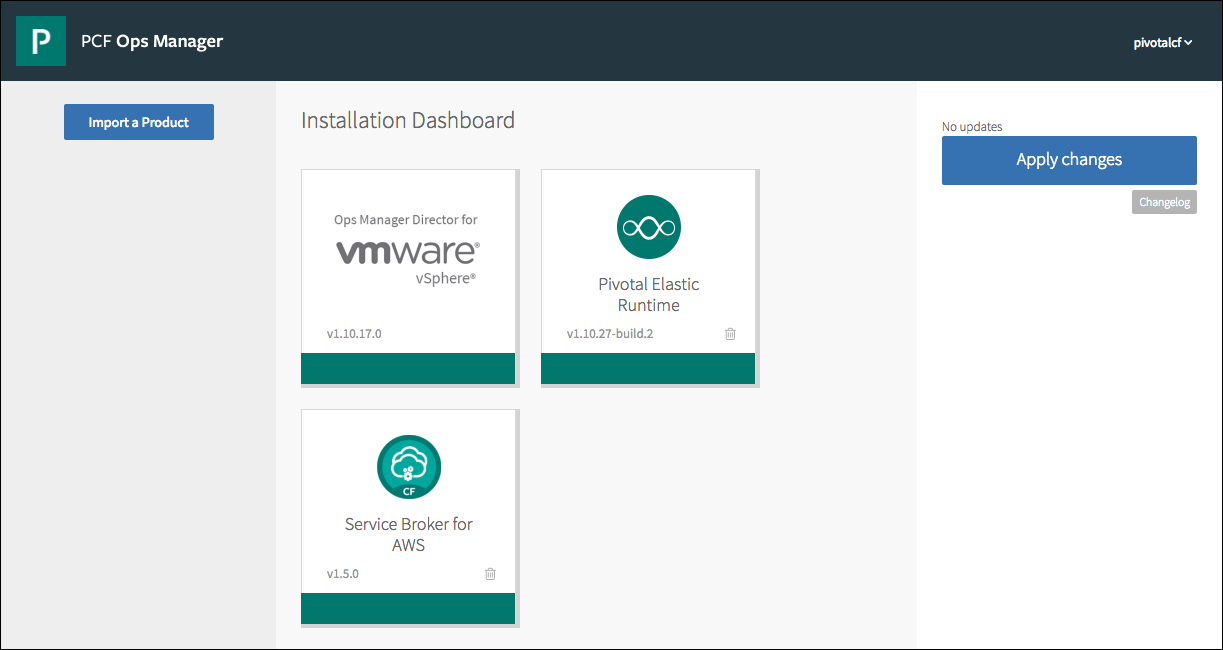 P
PCF Ops Manager
pivotalcf
Import a Product
Installation Dashboard
No updates
Apply changes
Changelog
Ops Manager Director for
vmware®
vSphere®
v1.10.17.0
Pivotal Elastic
Runtime
v1.10.27-build.2
CF
Service Broker for
AWS
v1.5.0